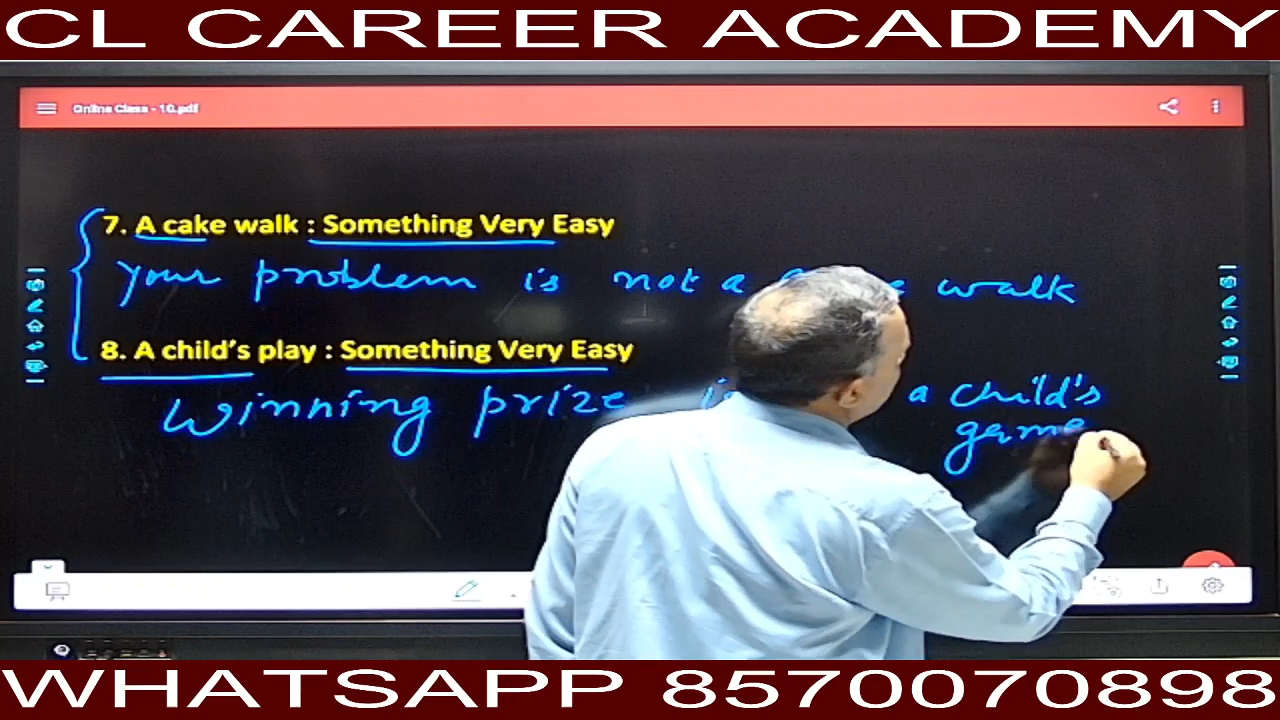 CL CAREER ACADEMY
Online Class - 10.pdf
7. A cake walk : Something Very Easy
Your problem is not a walk
8. A child's play : Something Very Easy
Winning prize a child's
game
WHATSAPP 8570070898